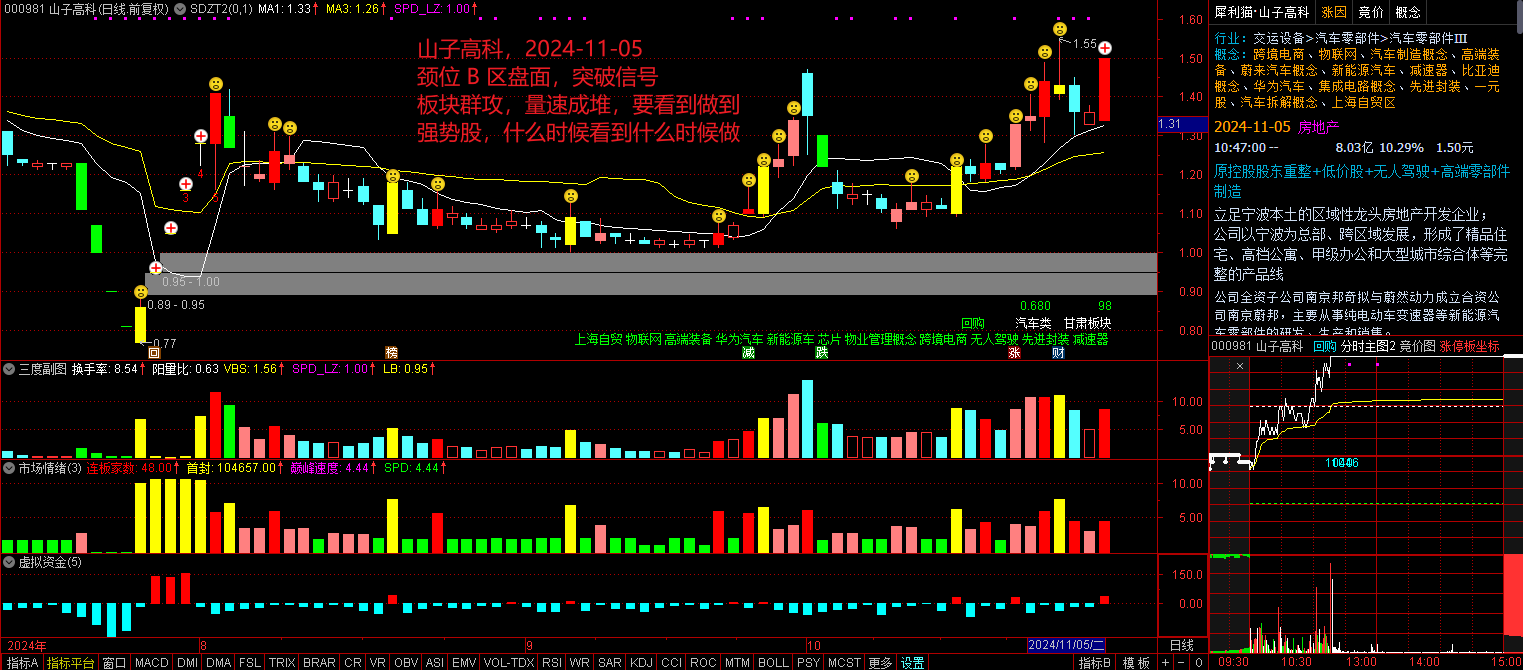 000981 山子高科(日线.前复权) SDZT2(0,1) MA1: 1.33↑ MA3: 1.26↑ SPD_LZ: 1.00↑
山子高科，2024-11-05
颈位 B 区盘面，突破信号
板块群攻，量速成堆，要看到做到
强势股，什么时候看到什么时候做
1.55
3
4
5
0.95 - 1.00
0.89 - 0.95
0.77
0.680 98
回购 汽车类 甘肃板块
上海自贸 物联网 高端装备 华为汽车 新能源车 芯片 物业管理概念 跨境电商 无人驾驶 先进封装 减速器
回 榜 减 跌 涨 财
1.60
1.50
1.40
1.31
1.30
1.20
1.10
1.00
0.90
0.80
三度副图 换手率: 8.54↑ 阳量比: 0.63 VBS: 1.56↑ SPD_LZ: 1.00↑ LB: 0.95↑
10.00
5.00
市场情绪(3) 连板家数: 48.00↑ 首封: 104657.00↑ 巅峰速度: 4.44↑ SPD: 4.44↑
10.00
5.00
虚拟资金(5)
150.0
0.00
2024年 8 9 10 2024/11/05/二 日线
指标A 指标平台 窗口 MACD DMI DMA FSL TRIX BRAR CR VR OBV ASI EMV VOL-TDX RSI WR SAR KDJ CCI ROC MTM BOLL PSY MCST 更多 设置 指标B 模板 + - ○
犀利猫·山子高科 涨因 竞价 概念
行业: 交运设备>汽车零部件>汽车零部件Ⅲ
概念: 跨境电商、物联网、汽车制造概念、高端装
备、蔚来汽车概念、新能源汽车、减速器、比亚迪
概念、华为汽车、集成电路概念、先进封装、一元
股、汽车拆解概念、上海自贸区
2024-11-05 房地产
10:47:00 -- 8.03亿 10.29% 1.50元
原控股股东重整+低价股+无人驾驶+高端零部件
制造
立足宁波本土的区域性龙头房地产开发企业；
公司以宁波为总部、跨区域发展，形成了精品住
宅、高档公寓、甲级办公和大型城市综合体等完
整的产品线
公司全资子公司南京邦奇拟与蔚然动力成立合资公
司南京蔚邦，主要从事纯电动车变速器等新能源汽
车零部件的研发、生产和销售。
000981 山子高科 回购 分时主图2 竞价图 涨停板坐标
×
09:30 10:30 13:00 14:00 15:00